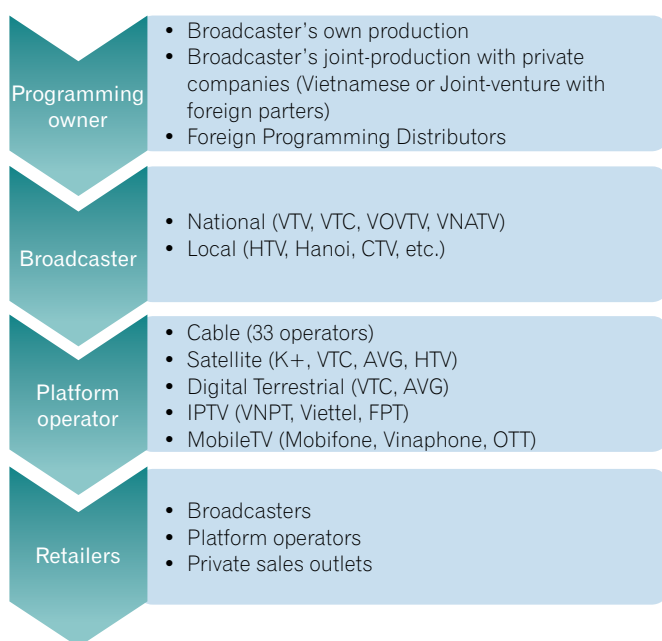 Programming
owner
• Broadcaster's own production
• Broadcaster's joint-production with private
companies (Vietnamese or Joint-venture with
foreign parters)
• Foreign Programming Distributors
Broadcaster
• National (VTV, VTC, VOVTV, VNATV)
• Local (HTV, Hanoi, CTV, etc.)
Platform
operator
• Cable (33 operators)
• Satellite (K+, VTC, AVG, HTV)
• Digital Terrestrial (VTC, AVG)
• IPTV (VNPT, Viettel, FPT)
• MobileTV (Mobifone, Vinaphone, OTT)
Retailers
• Broadcasters
• Platform operators
• Private sales outlets